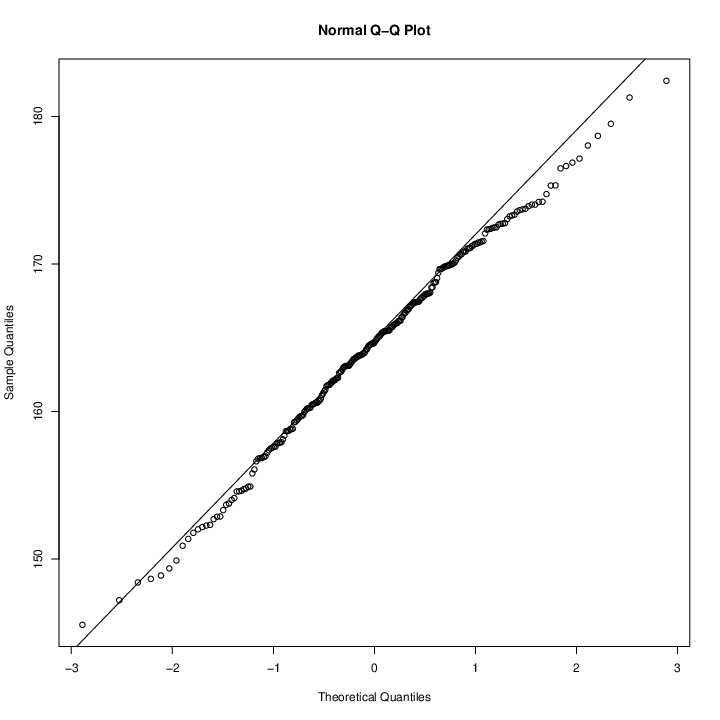 Normal Q−Q Plot
180
170
160
150
Sample Quantiles
−3 −2 −1 0 1 2 3
Theoretical Quantiles